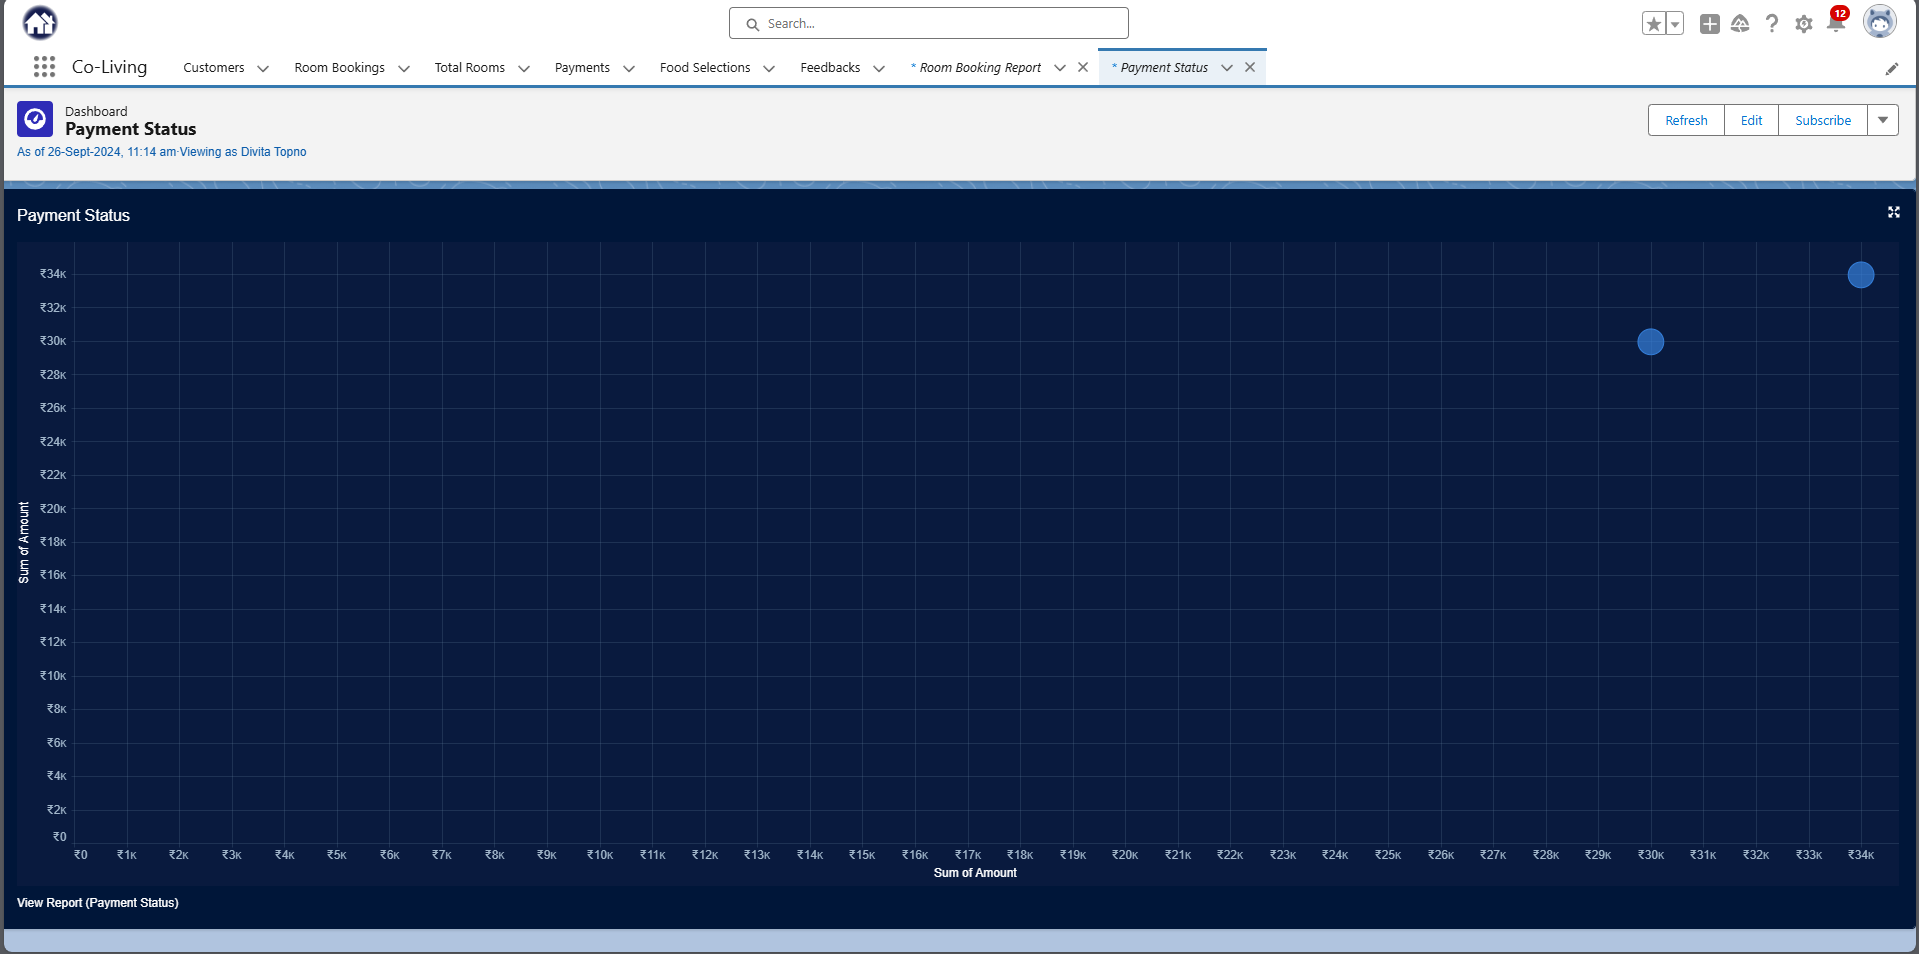 Search...
12
Co-Living
Customers
Room Bookings
Total Rooms
Payments
Food Selections
Feedbacks
* Room Booking Report
* Payment Status
Dashboard
Payment Status
As of 26-Sept-2024, 11:14 am·Viewing as Divita Topno
Refresh
Edit
Subscribe
Payment Status
Sum of Amount
₹34K
₹32K
₹30K
₹28K
₹26K
₹24K
₹22K
₹20K
₹18K
₹16K
₹14K
₹12K
₹10K
₹8K
₹6K
₹4K
₹2K
₹0
₹0 ₹1K ₹2K ₹3K ₹4K ₹5K ₹6K ₹7K ₹8K ₹9K ₹10K ₹11K ₹12K ₹13K ₹14K ₹15K ₹16K ₹17K ₹18K ₹19K ₹20K ₹21K ₹22K ₹23K ₹24K ₹25K ₹26K ₹27K ₹28K ₹29K ₹30K ₹31K ₹32K ₹33K ₹34K
Sum of Amount
View Report (Payment Status)